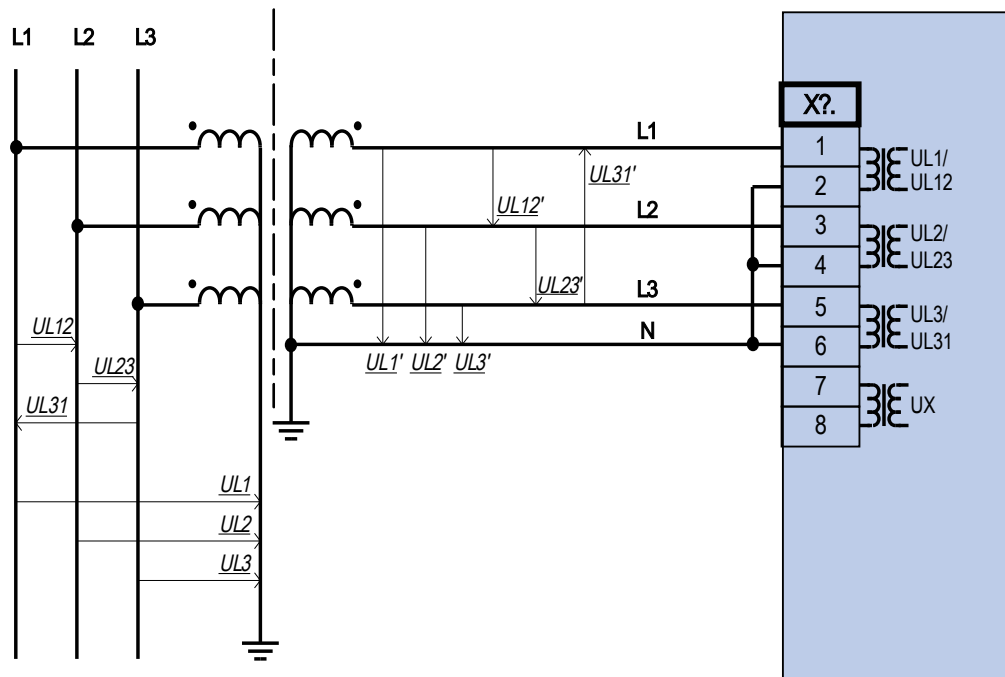 L1 L2 L3
X?.
L1
1
UL1/
UL31'
2
UL12
UL12'
L2
3
UL2/
4
UL23
UL23'
L3
5
UL3/
UL12
N
6
UL31
UL1' UL2' UL3'
UL23
7
UX
UL31
8
UL1
UL2
UL3